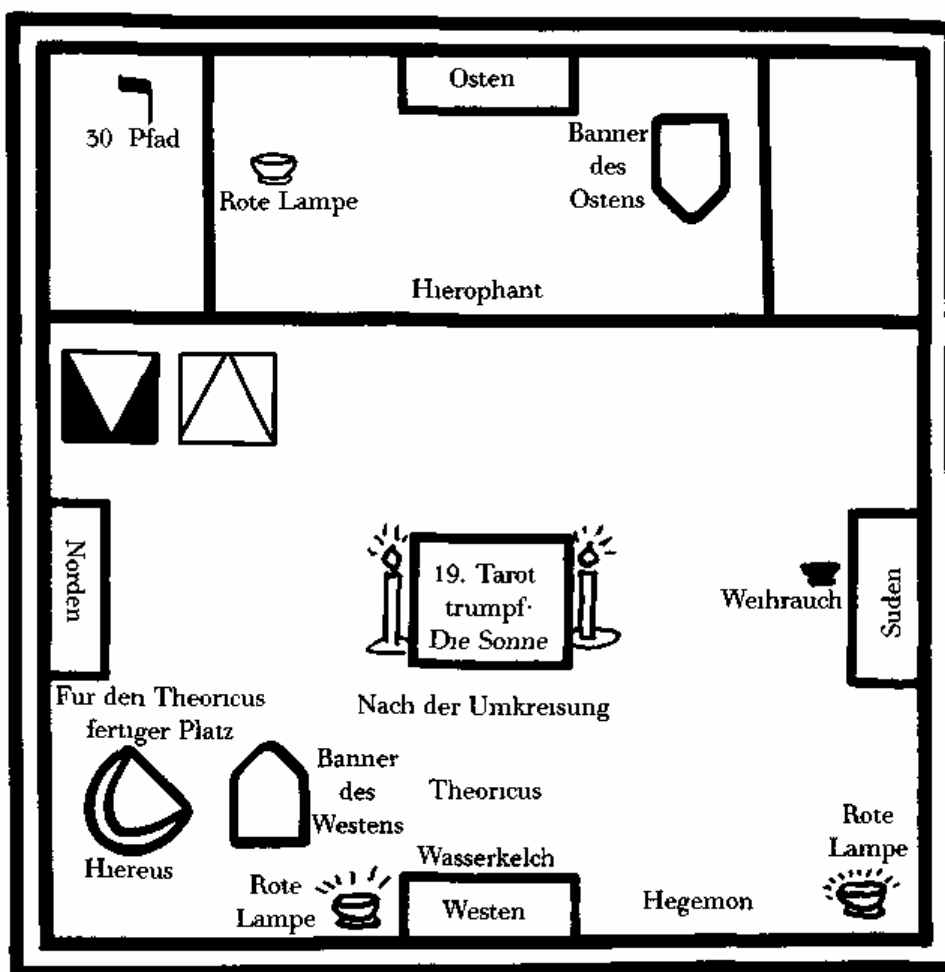 Osten
30 Pfad
Banner
des
Ostens
Rote Lampe
Hierophant
Norden
19. Tarot
trumpf·
Die Sonne
Weihrauch
Suden
Fur den Theoricus
fertiger Platz
Nach der Umkreisung
Banner
des
Westens
Theoricus
Hiereus
Wasserkelch
Rote
Lampe
Rote
Lampe
Westen
Hegemon